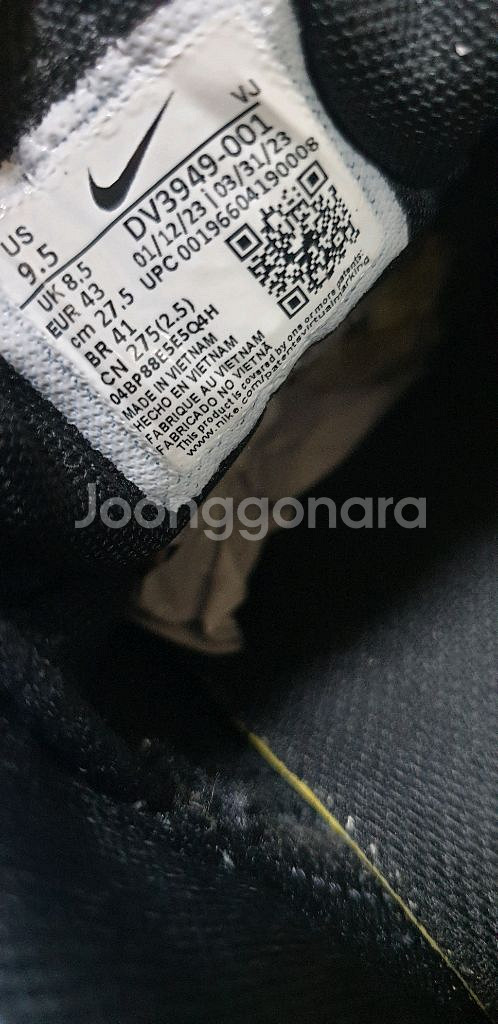 VJ
DV3949-001
01/12/23 | 03/31/23
UPC 00196604190008
US
9.5
UK 8.5
EUR 43
cm 27.5
BR 41
CN 275(2.5)
04BP88E5E5Q4H
MADE IN VIETNAM
HECHO EN VIETNAM
FABRIQUE AU VIETNAM
FABRICADO NO VIETNÃ
This product is covered by one or more patents:
www.nike.com/patentsvirtualmarking
Joonggonara